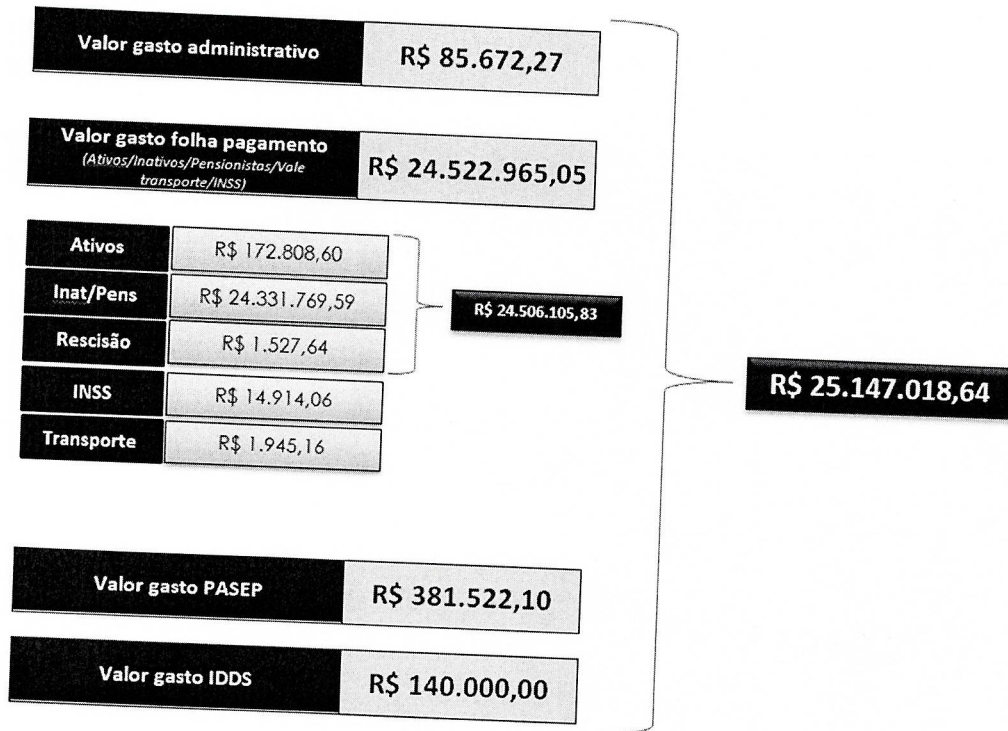 Valor gasto administrativo R$ 85.672,27
Valor gasto folha pagamento
(Ativos/Inativos/Pensionistas/Vale
transporte/INSS)
R$ 24.522.965,05
Ativos R$ 172.808,60
Inat/Pens R$ 24.331.769,59
Rescisão R$ 1.527,64
R$ 24.506.105,83
INSS R$ 14.914,06
Transporte R$ 1.945,16
R$ 25.147.018,64
Valor gasto PASEP R$ 381.522,10
Valor gasto IDDS R$ 140.000,00